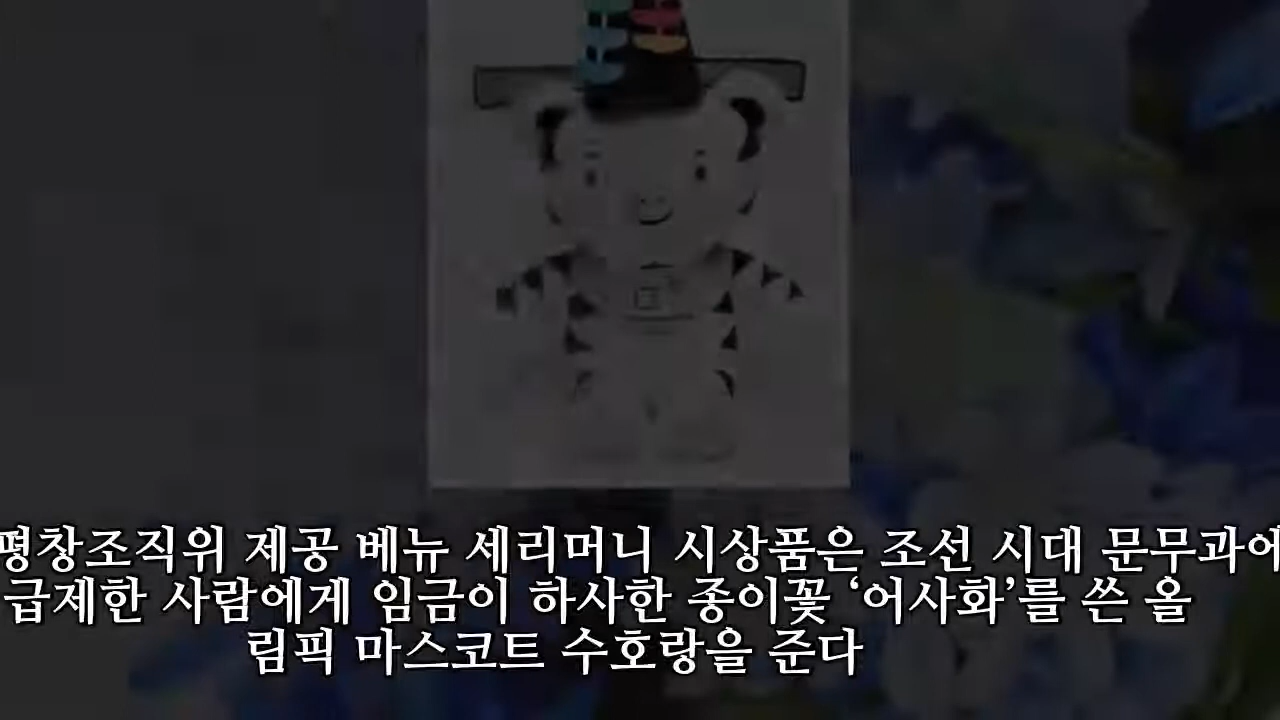 평창조직위 제공 베뉴 세리머니 시상품은 조선 시대 문무과에
급제한 사람에게 임금이 하사한 종이꽃 ‘어사화’를 쓴 올
림픽 마스코트 수호랑을 준다